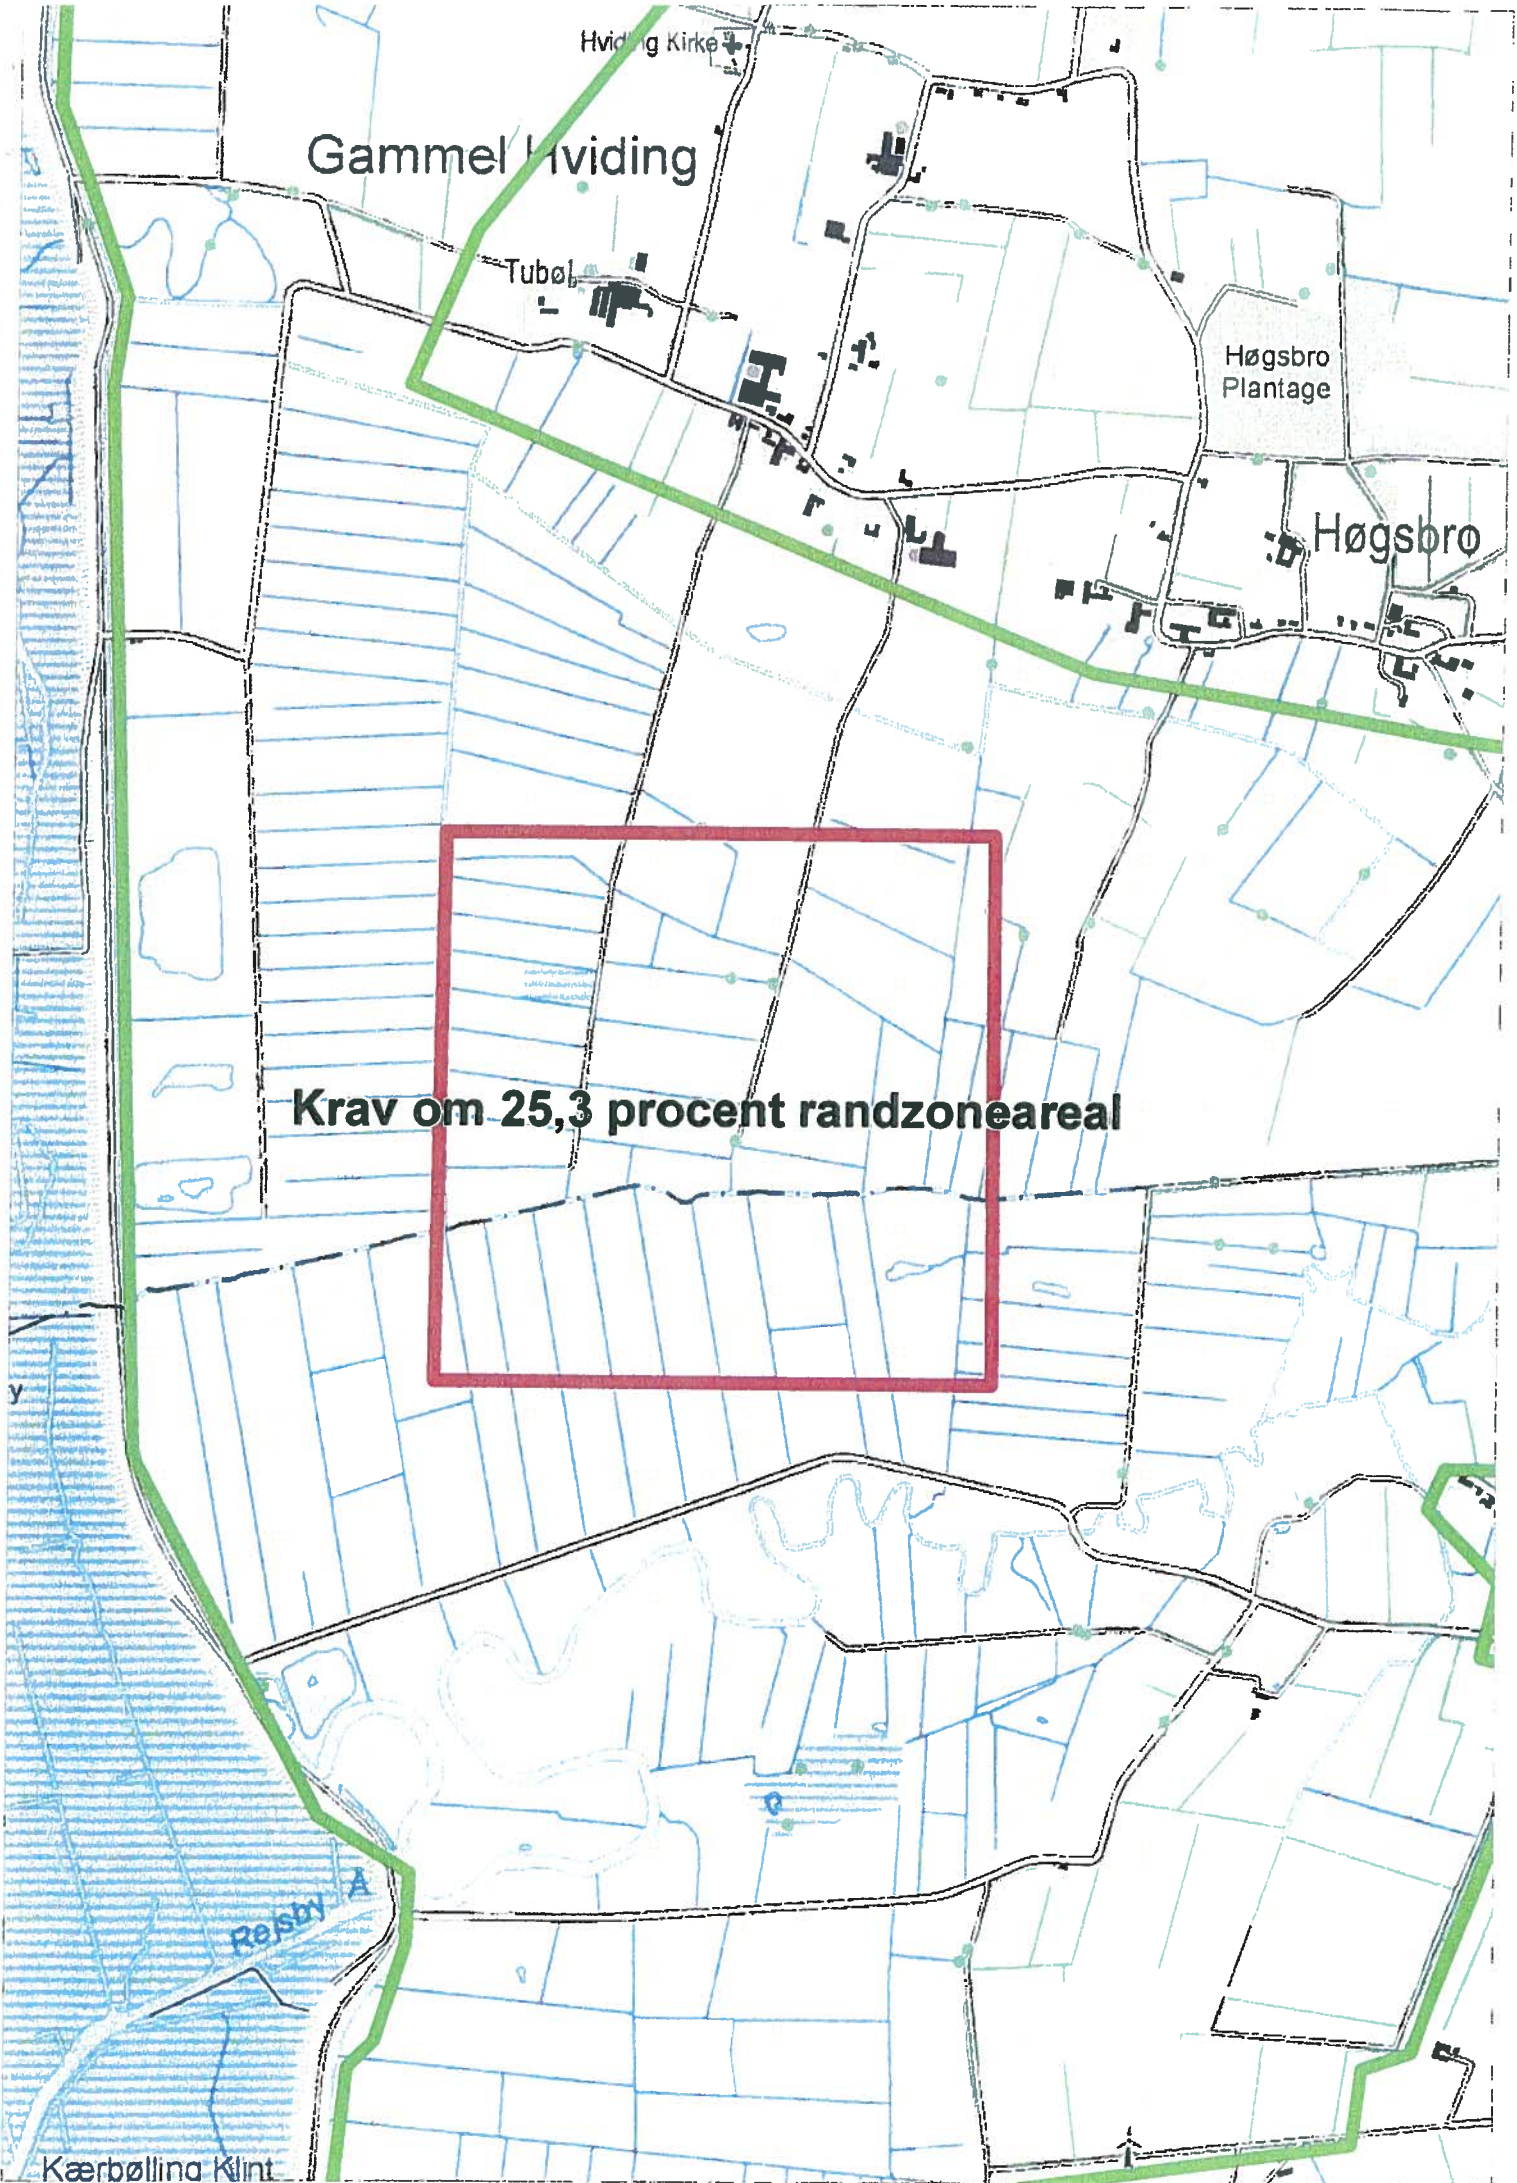 Hviding Kirke
Gammel Hviding
Tubøl
Høgsbro
Plantage
Høgsbro
Krav om 25,3 procent randzoneareal
y
Rejsby Å
Kærbølling Klint